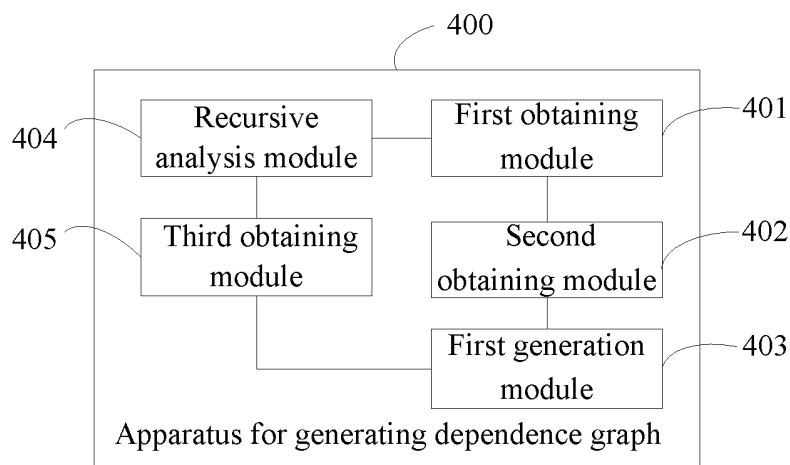 400
404
Recursive
analysis module
First obtaining
module
401
405
Third obtaining
module
Second
obtaining module
402
First generation
module
403
Apparatus for generating dependence graph